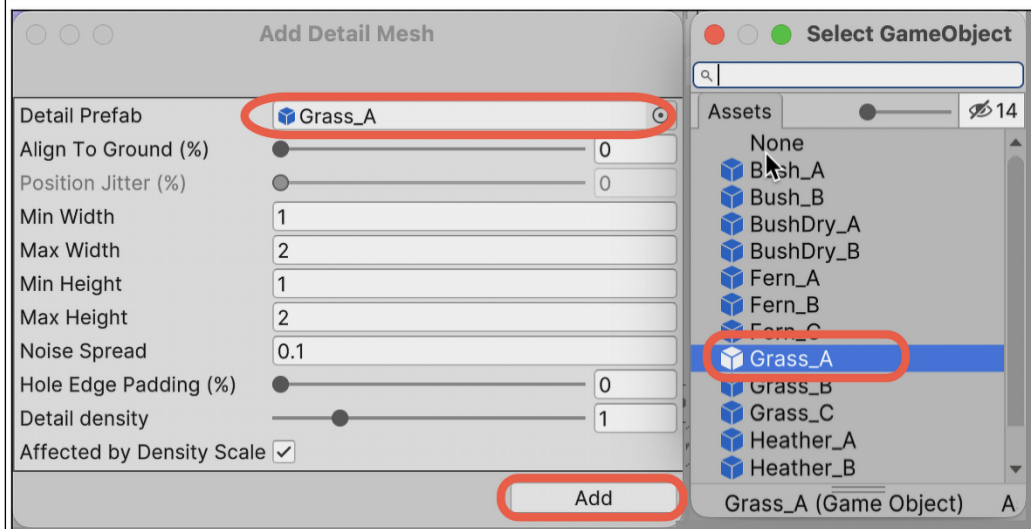 Add Detail Mesh
Detail Prefab Grass_A
Align To Ground (%) 0
Position Jitter (%) 0
Min Width 1
Max Width 2
Min Height 1
Max Height 2
Noise Spread 0.1
Hole Edge Padding (%) 0
Detail density 1
Affected by Density Scale
Add
Select GameObject
Assets 14
None
Bush_A
Bush_B
BushDry_A
BushDry_B
Fern_A
Fern_B
Fern_C
Grass_A
Grass_B
Grass_C
Heather_A
Heather_B
Grass_A (Game Object) A